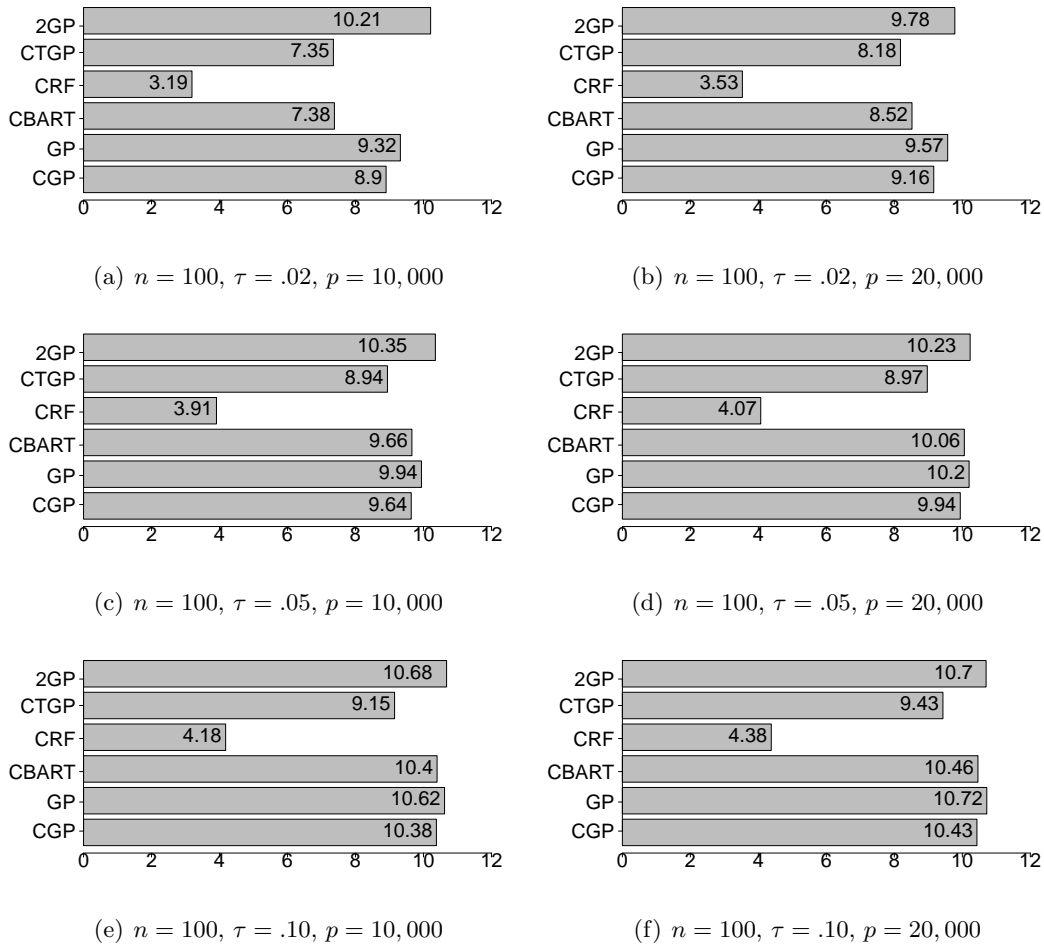 2GP 10.21
CTGP 7.35
CRF 3.19
CBART 7.38
GP 9.32
CGP 8.9
0 2 4 6 8 10 12
(a) n = 100, τ = .02, p = 10, 000
2GP 9.78
CTGP 8.18
CRF 3.53
CBART 8.52
GP 9.57
CGP 9.16
0 2 4 6 8 10 12
(b) n = 100, τ = .02, p = 20, 000
2GP 10.35
CTGP 8.94
CRF 3.91
CBART 9.66
GP 9.94
CGP 9.64
0 2 4 6 8 10 12
(c) n = 100, τ = .05, p = 10, 000
2GP 10.23
CTGP 8.97
CRF 4.07
CBART 10.06
GP 10.2
CGP 9.94
0 2 4 6 8 10 12
(d) n = 100, τ = .05, p = 20, 000
2GP 10.68
CTGP 9.15
CRF 4.18
CBART 10.4
GP 10.62
CGP 10.38
0 2 4 6 8 10 12
(e) n = 100, τ = .10, p = 10, 000
2GP 10.7
CTGP 9.43
CRF 4.38
CBART 10.46
GP 10.72
CGP 10.43
0 2 4 6 8 10 12
(f) n = 100, τ = .10, p = 20, 000